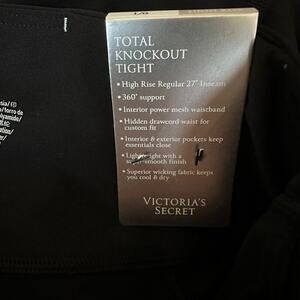 TOTAL
KNOCKOUT
TIGHT
• High Rise Regular 27" Inseam
• 360° support
• Interior power mesh waistband
• Hidden drawcord waist for
custom fit
• Interior & exterior pockets keep
essentials close
• Lightweight with a
smooth finish
• Superior wicking fabric keeps
you cool & dry
VICTORIA'S
SECRET